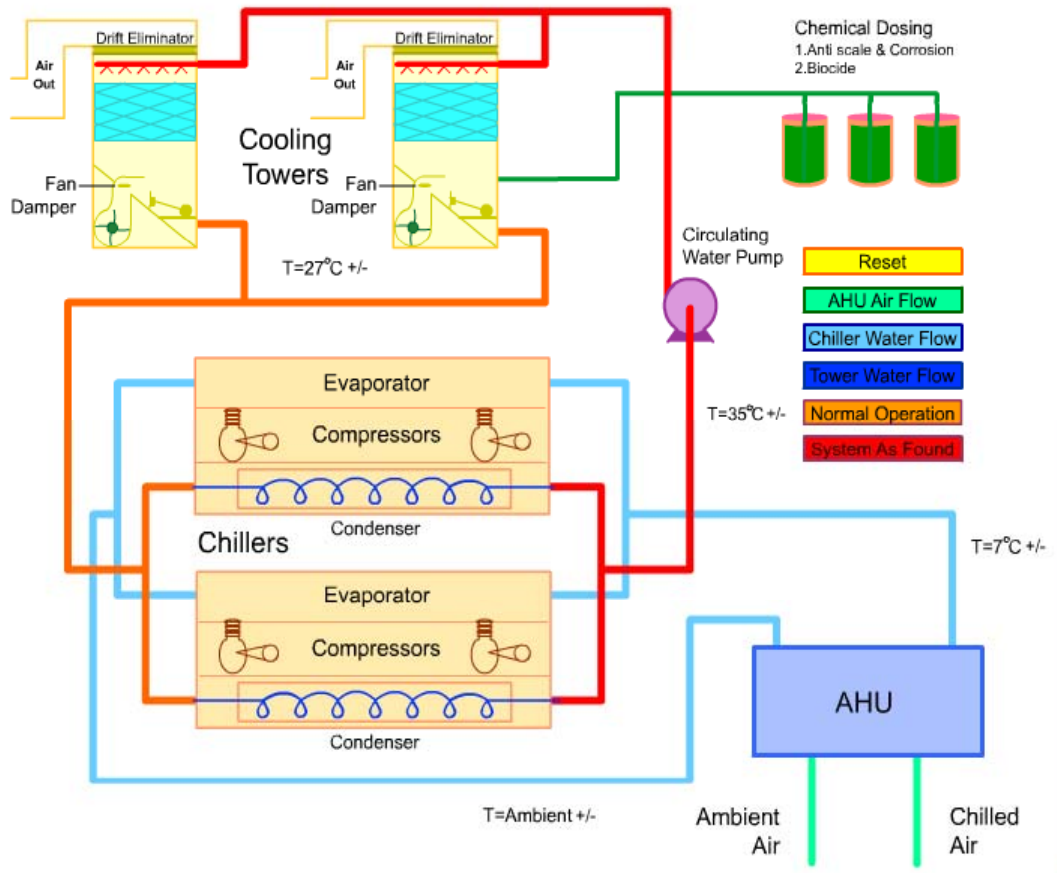 Drift Eliminator
Air
Out
Drift Eliminator
Air
Out
Chemical Dosing
1.Anti scale & Corrosion
2.Biocide
Cooling
Towers
Fan
Damper
Fan
Damper
T=27°C +/-
Circulating
Water Pump
Reset
AHU Air Flow
Chiller Water Flow
Tower Water Flow
Normal Operation
System As Found
T=35°C +/-
Evaporator
Compressors
Condenser
Chillers
T=7°C +/-
Evaporator
Compressors
Condenser
AHU
T=Ambient +/-
Ambient
Air
Chilled
Air